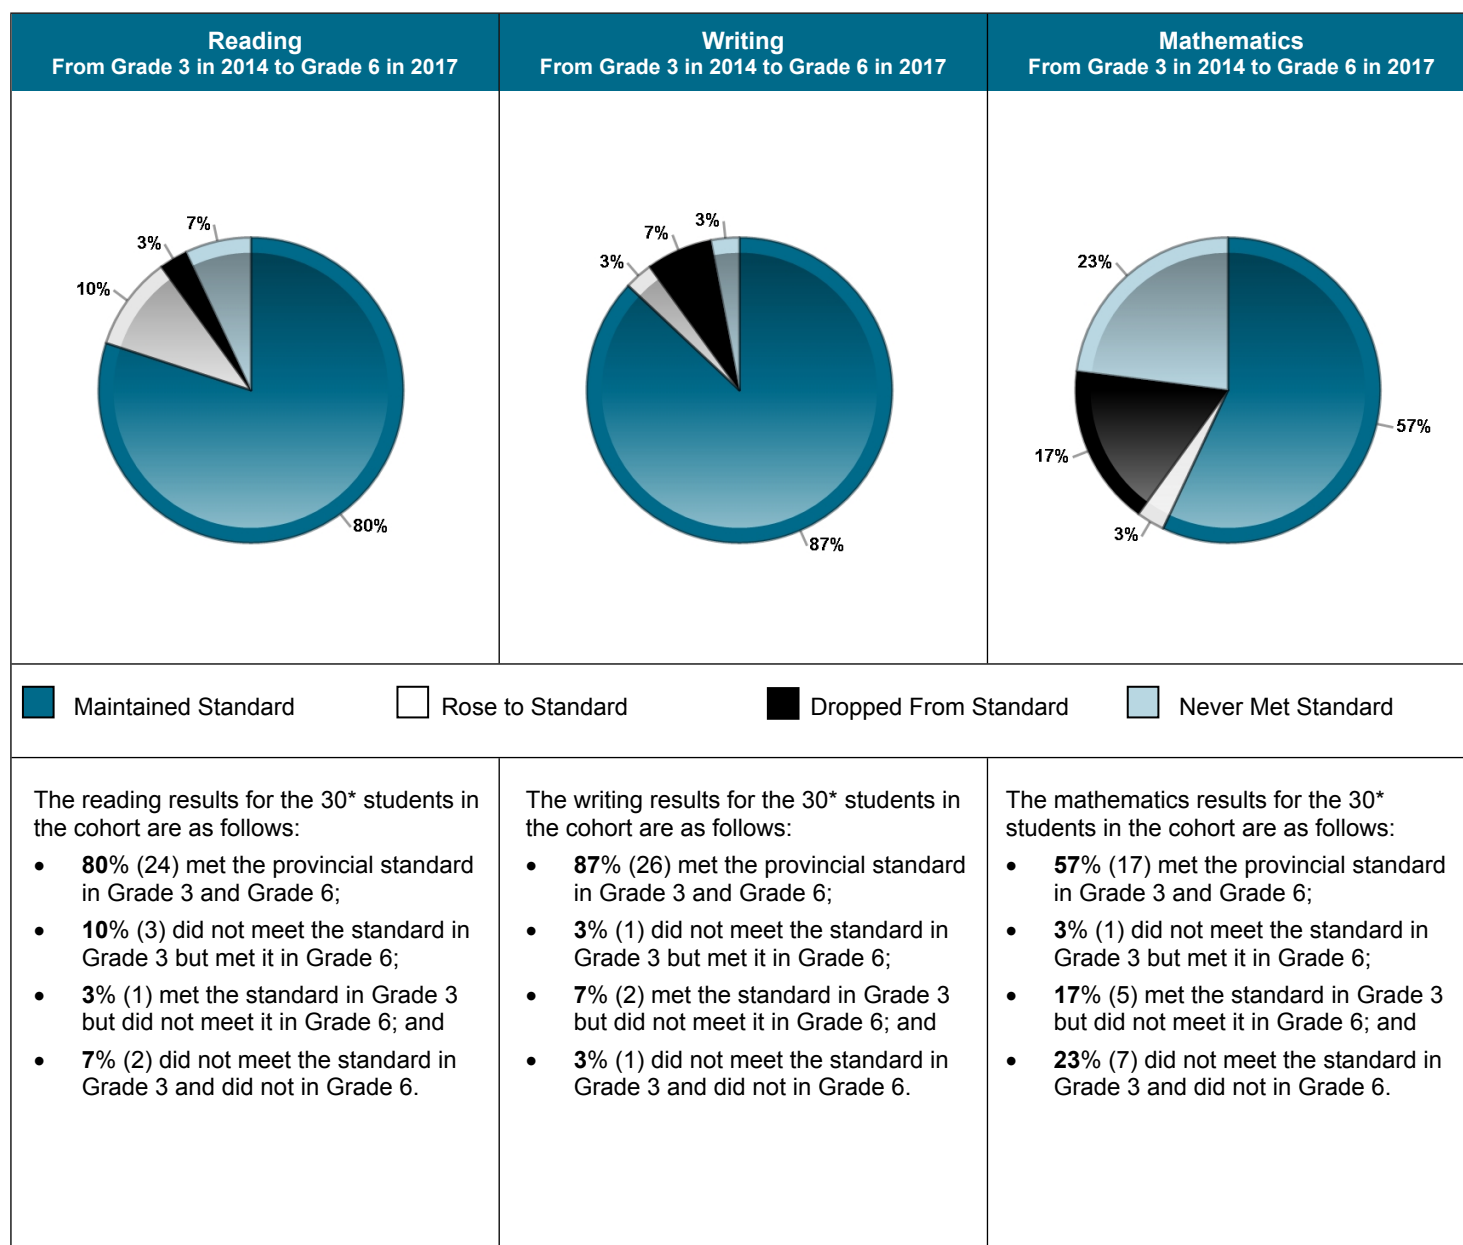 Reading
From Grade 3 in 2014 to Grade 6 in 2017
Writing
From Grade 3 in 2014 to Grade 6 in 2017
Mathematics
From Grade 3 in 2014 to Grade 6 in 2017
7%
3%
10%
80%
3%
7%
3%
87%
23%
57%
17%
3%
Maintained Standard
Rose to Standard
Dropped From Standard
Never Met Standard
The reading results for the 30* students in
the cohort are as follows:
• 80% (24) met the provincial standard
in Grade 3 and Grade 6;
• 10% (3) did not meet the standard in
Grade 3 but met it in Grade 6;
• 3% (1) met the standard in Grade 3
but did not meet it in Grade 6; and
• 7% (2) did not meet the standard in
Grade 3 and did not in Grade 6.
The writing results for the 30* students in
the cohort are as follows:
• 87% (26) met the provincial standard
in Grade 3 and Grade 6;
• 3% (1) did not meet the standard in
Grade 3 but met it in Grade 6;
• 7% (2) met the standard in Grade 3
but did not meet it in Grade 6; and
• 3% (1) did not meet the standard in
Grade 3 and did not in Grade 6.
The mathematics results for the 30*
students in the cohort are as follows:
• 57% (17) met the provincial standard
in Grade 3 and Grade 6;
• 3% (1) did not meet the standard in
Grade 3 but met it in Grade 6;
• 17% (5) met the standard in Grade 3
but did not meet it in Grade 6; and
• 23% (7) did not meet the standard in
Grade 3 and did not in Grade 6.